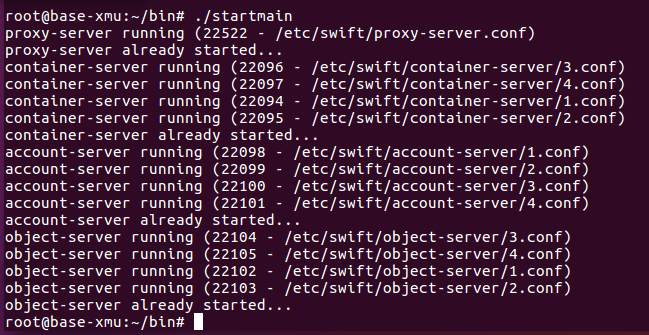 root@base-xmu:~/bin# ./startmain
proxy-server running (22522 - /etc/swift/proxy-server.conf)
proxy-server already started...
container-server running (22096 - /etc/swift/container-server/3.conf)
container-server running (22097 - /etc/swift/container-server/4.conf)
container-server running (22094 - /etc/swift/container-server/1.conf)
container-server running (22095 - /etc/swift/container-server/2.conf)
container-server already started...
account-server running (22098 - /etc/swift/account-server/1.conf)
account-server running (22099 - /etc/swift/account-server/2.conf)
account-server running (22100 - /etc/swift/account-server/3.conf)
account-server running (22101 - /etc/swift/account-server/4.conf)
account-server already started...
object-server running (22104 - /etc/swift/object-server/3.conf)
object-server running (22105 - /etc/swift/object-server/4.conf)
object-server running (22102 - /etc/swift/object-server/1.conf)
object-server running (22103 - /etc/swift/object-server/2.conf)
object-server already started...
root@base-xmu:~/bin#